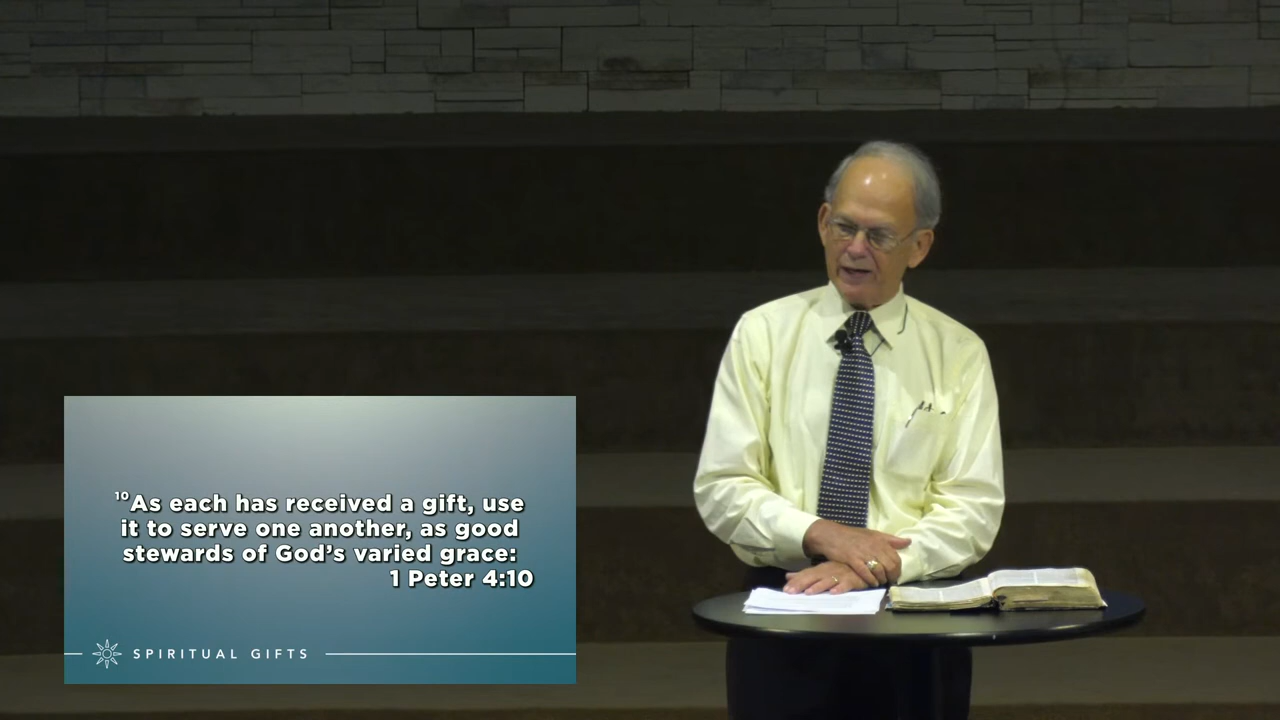 ¹⁰As each has received a gift, use
it to serve one another, as good
stewards of God’s varied grace:
1 Peter 4:10
SPIRITUAL GIFTS